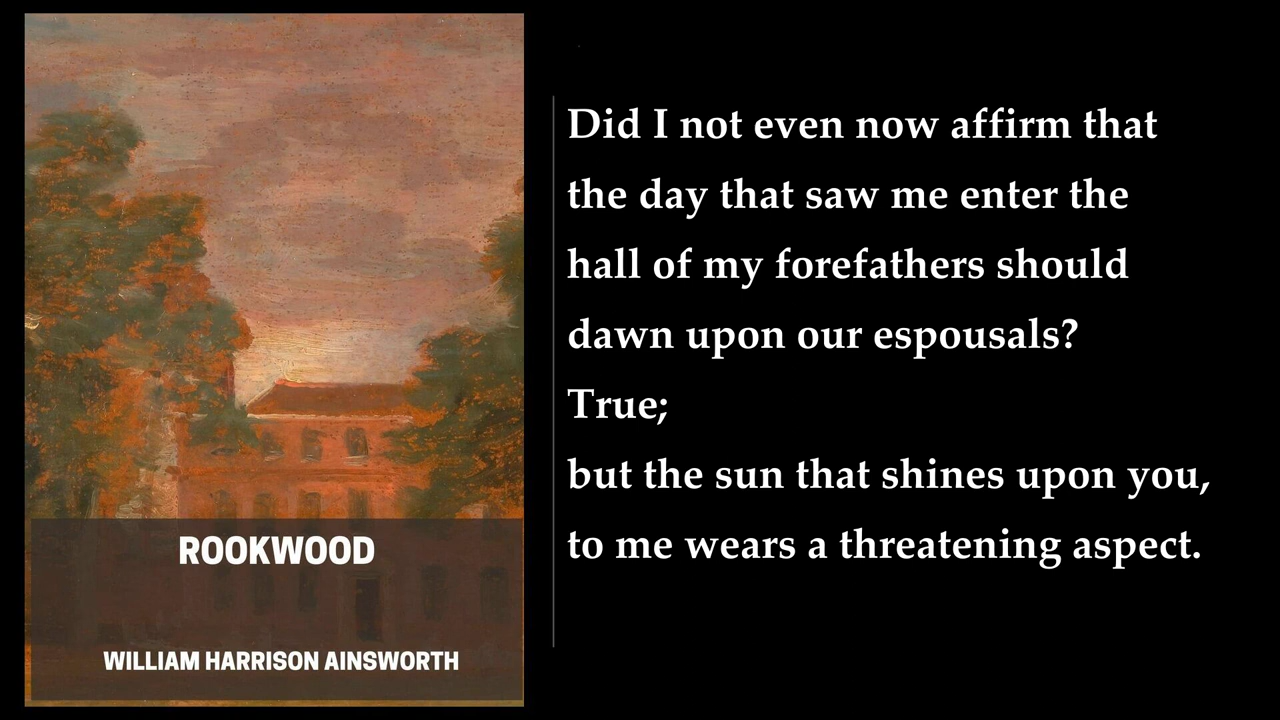 ROOKWOOD
WILLIAM HARRISON AINSWORTH
Did I not even now affirm that
the day that saw me enter the
hall of my forefathers should
dawn upon our espousals?
True;
but the sun that shines upon you,
to me wears a threatening aspect.